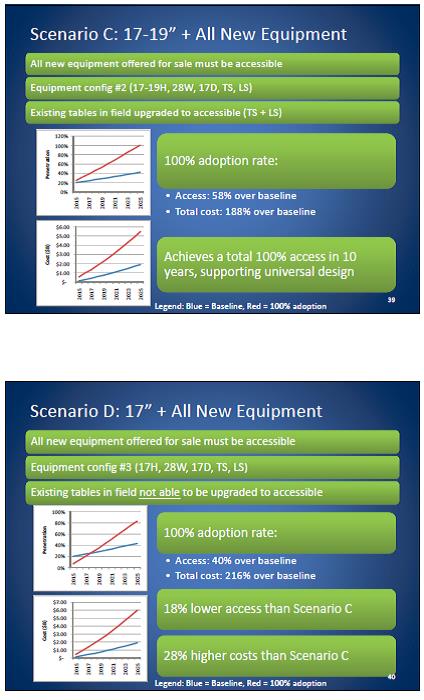 Scenario C: 17-19” + All New Equipment
All new equipment offered for sale must be accessible
Equipment config #2 (17-19H, 28W, 17D, TS, LS)
Existing tables in field upgraded to accessible (TS + LS)
120%
100%
80%
60%
40%
20%
0%
Penetration
2015
2017
2019
2021
2023
2025
100% adoption rate:
• Access: 58% over baseline
• Total cost: 188% over baseline
$6.00
$5.00
$4.00
$3.00
$2.00
$1.00
$-
Cost ($B)
2015
2017
2019
2021
2023
2025
Achieves a total 100% access in 10
years, supporting universal design
Legend: Blue = Baseline, Red = 100% adoption
39
Scenario D: 17” + All New Equipment
All new equipment offered for sale must be accessible
Equipment config #3 (17H, 28W, 17D, TS, LS)
Existing tables in field not able to be upgraded to accessible
100%
80%
60%
40%
20%
0%
Penetration
2015
2017
2019
2021
2023
2025
100% adoption rate:
• Access: 40% over baseline
• Total cost: 216% over baseline
$7.00
$6.00
$5.00
$4.00
$3.00
$2.00
$1.00
$-
Cost ($B)
2015
2017
2019
2021
2023
2025
18% lower access than Scenario C
28% higher costs than Scenario C
Legend: Blue = Baseline, Red = 100% adoption
40